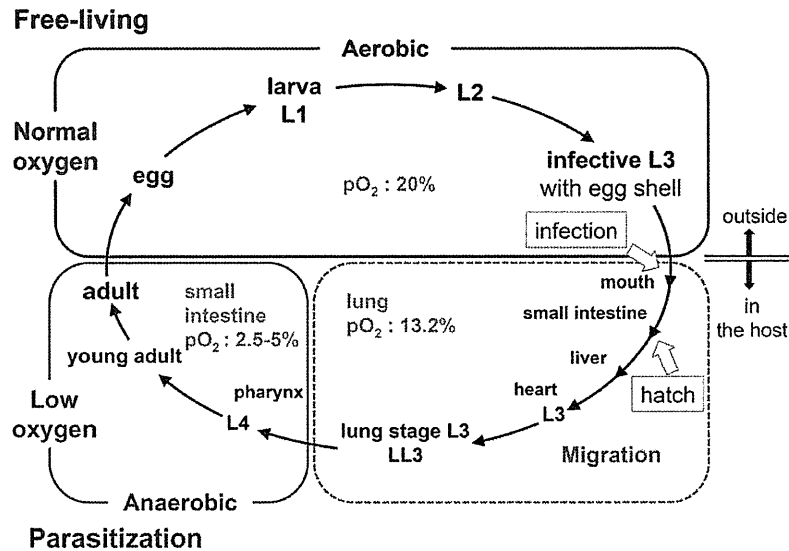 Free-living
Aerobic
larva
L1
L2
Normal
oxygen
egg
pO₂ : 20%
infective L3
with egg shell
infection
outside
mouth
in
the host
adult
small
intestine
pO₂ : 2.5-5%
lung
pO₂ : 13.2%
small intestine
young adult
liver
hatch
pharynx
heart
L3
Low
oxygen
L4
lung stage L3
LL3
Migration
Anaerobic
Parasitization